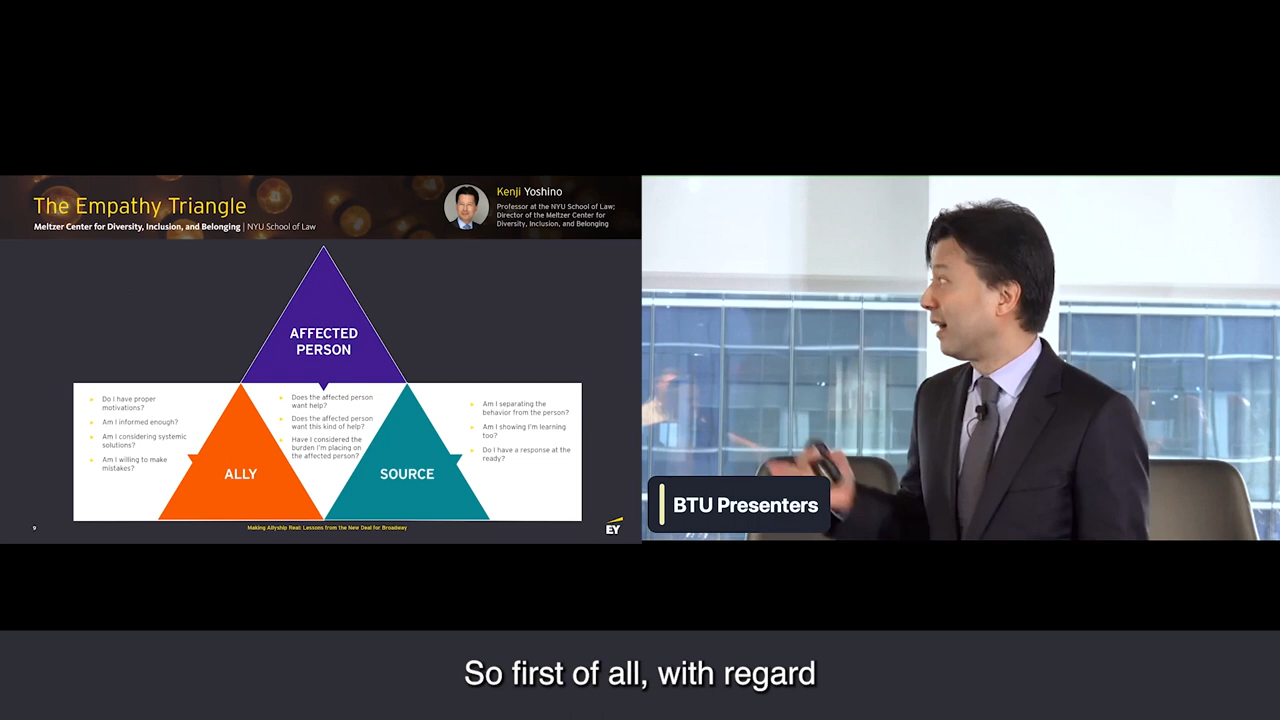 The Empathy Triangle
Meltzer Center for Diversity, Inclusion, and Belonging | NYU School of Law
Kenji Yoshino
Professor at the NYU School of Law;
Director of the Meltzer Center for
Diversity, Inclusion, and Belonging
AFFECTED
PERSON
Do I have proper
motivations?
Am I informed enough?
Am I considering systemic
solutions?
Am I willing to make
mistakes?
ALLY
Does the affected person
want help?
Does the affected person
want this kind of help?
Have I considered the
burden I'm placing on
the affected person?
SOURCE
Am I separating the
behavior from the person?
Am I showing I'm learning
too?
Do I have a response at the
ready?
9
Making Allyship Real: Lessons from the New Deal for Broadway
EY
BTU Presenters
So first of all, with regard